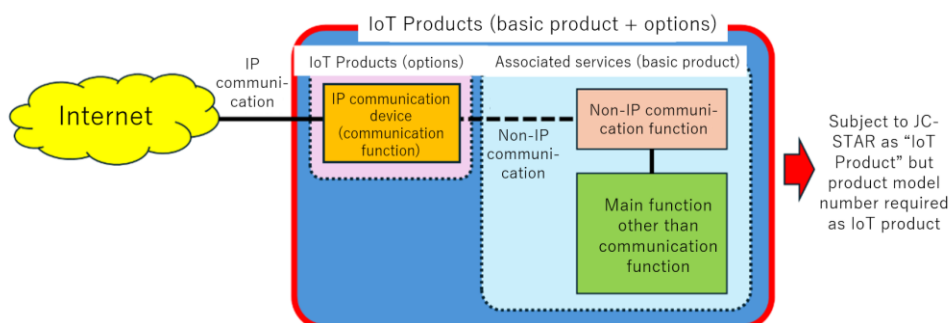 IoT Products (basic product + options)
IP
communi-
cation
Internet
IoT Products (options)
IP communication
device
(communication
function)
Non-IP
communi-
cation
Associated services (basic product)
Non-IP communi-
cation function
Main function
other than
communication
function
Subject to JC-
STAR as “IoT
Product” but
product model
number required
as IoT product